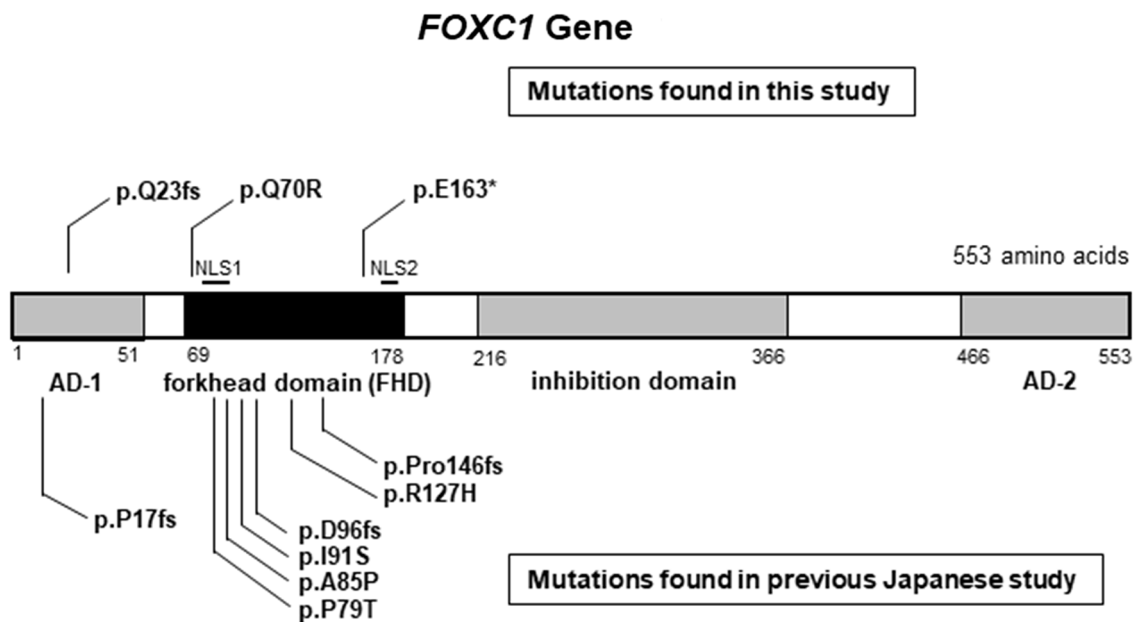 FOXC1 Gene
Mutations found in this study
p.Q23fs
p.Q70R
p.E163*
NLS1
NLS2
553 amino acids
1
51
69
178
216
366
466
553
AD-1
forkhead domain (FHD)
inhibition domain
AD-2
p.Pro146fs
p.R127H
p.P17fs
p.D96fs
p.I91S
p.A85P
p.P79T
Mutations found in previous Japanese study